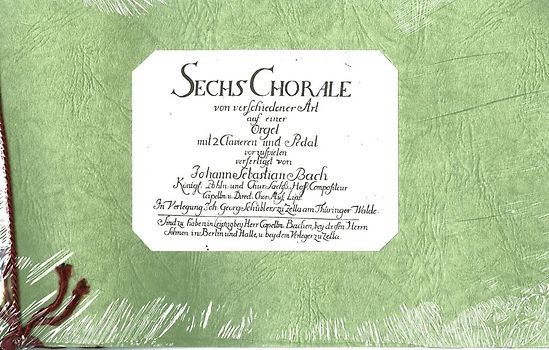 SECHS CHORALE
von verschiedener Art
auf einer
Orgel
mit 2 Clavieren und Pedal
vorzuspielen
verfertiget von
Johann Sebastian Bach
Königl. Pohln. und Chur. Sæchs. Hoff. Compositeur
Capellm. u. Direct. Chor. Mus. Lips.
In Verlegung Joh. Georg Schüblers zu Zella am Thüringer Walde.
Sind zu haben in Leipzig bey Herr Capellm. Bachen, bey deßen Herrn
Söhnen in Berlin und Halle, u. bey dem Verleger zu Zella.